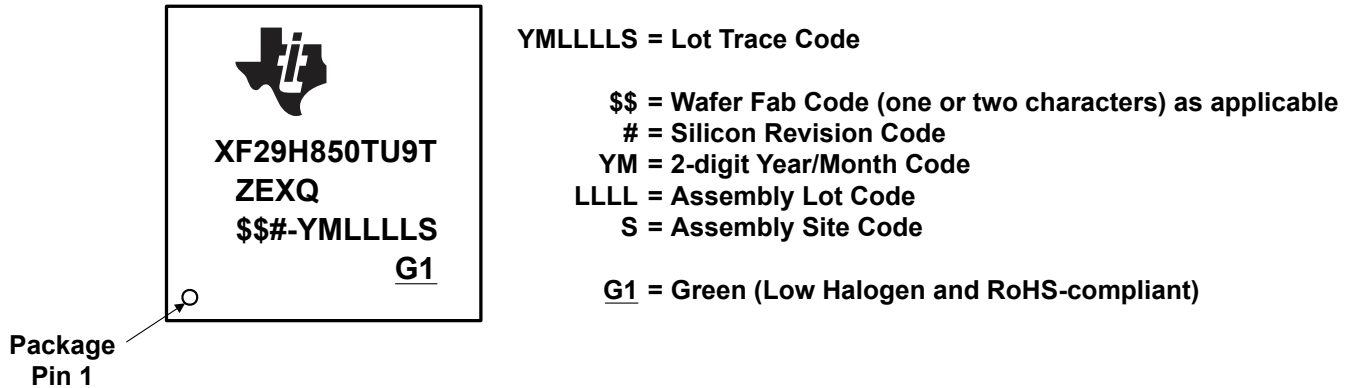 XF29H850TU9T
ZEXQ
$$#-YMLLLLS
G1
Package
Pin 1
YMLLLLS = Lot Trace Code
$$ = Wafer Fab Code (one or two characters) as applicable
# = Silicon Revision Code
YM = 2-digit Year/Month Code
LLLL = Assembly Lot Code
S = Assembly Site Code
G1 = Green (Low Halogen and RoHS-compliant)